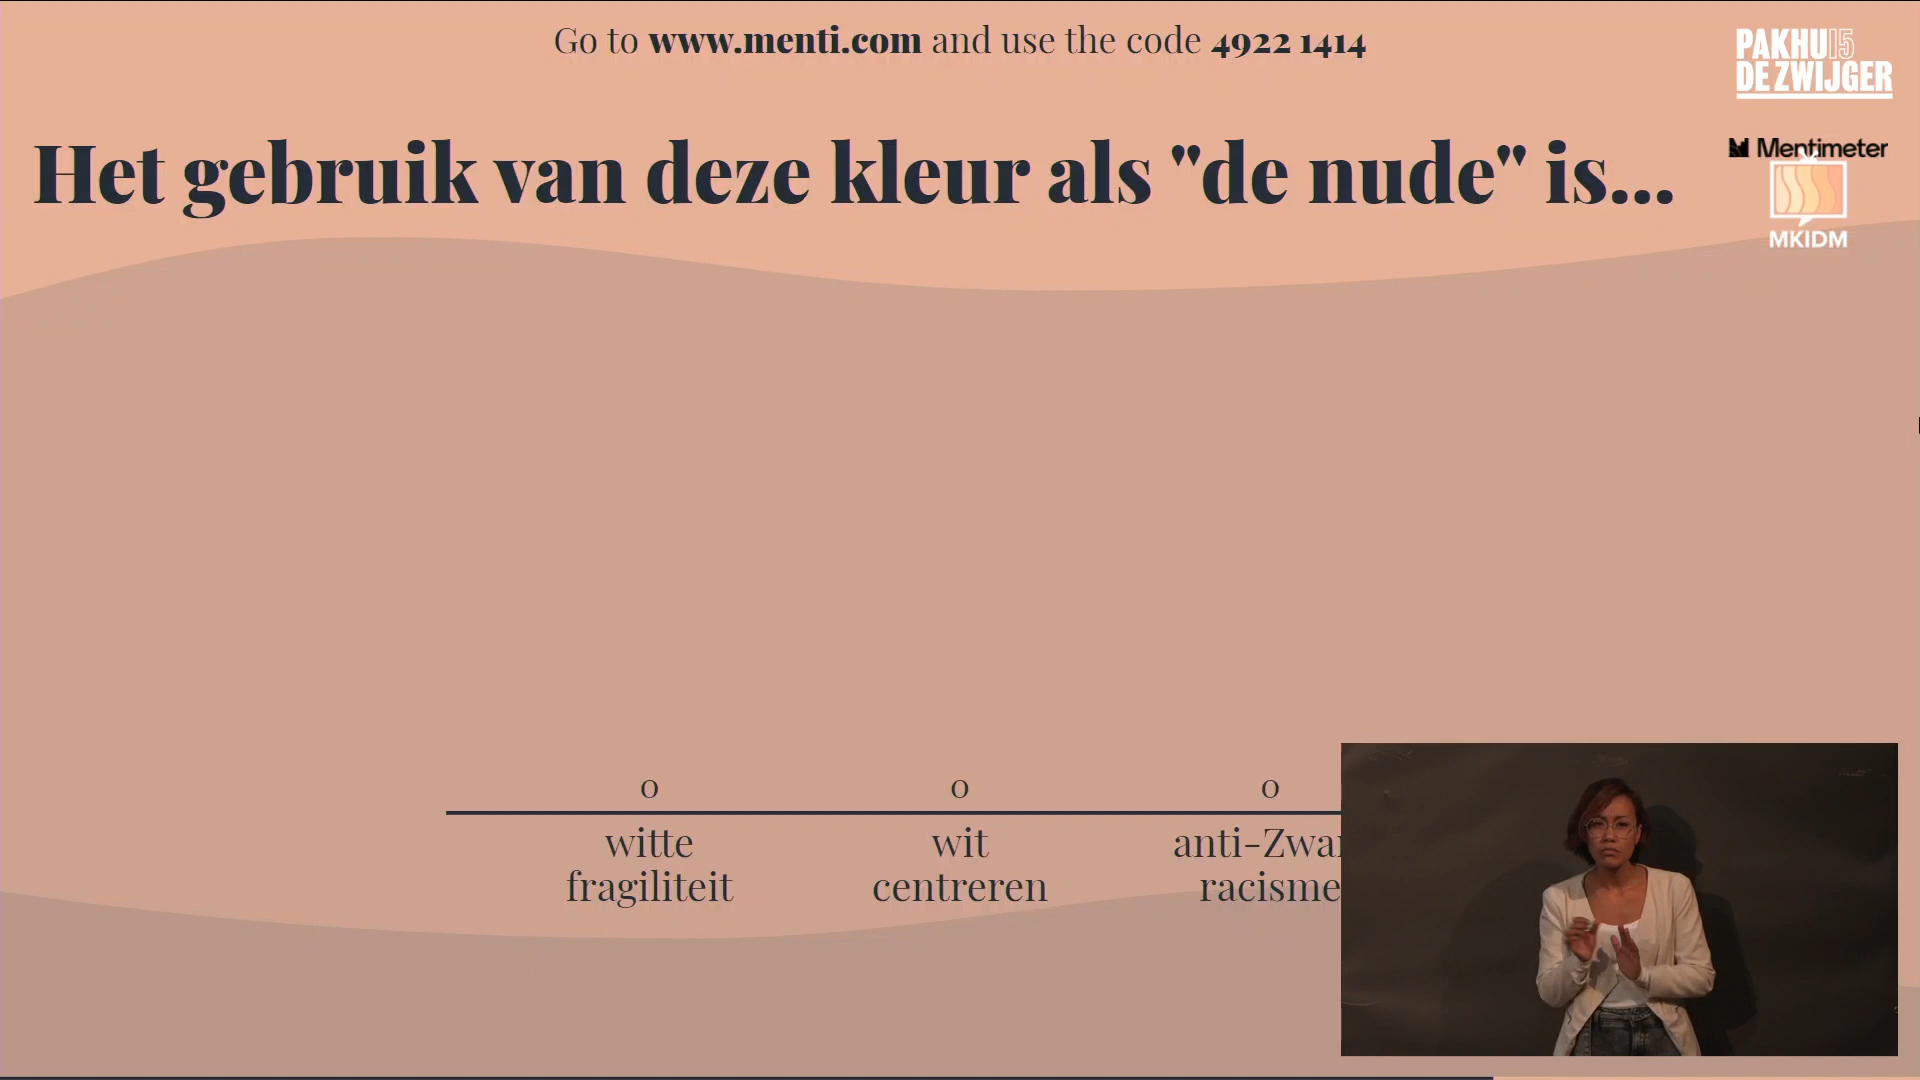 Go to www.menti.com and use the code 4922 1414
PAKHU15
DE ZWIJGER
Het gebruik van deze kleur als "de nude" is...
Mentimeter
MKIDM
0 0 0
witte wit
fragiliteit centreren racisme